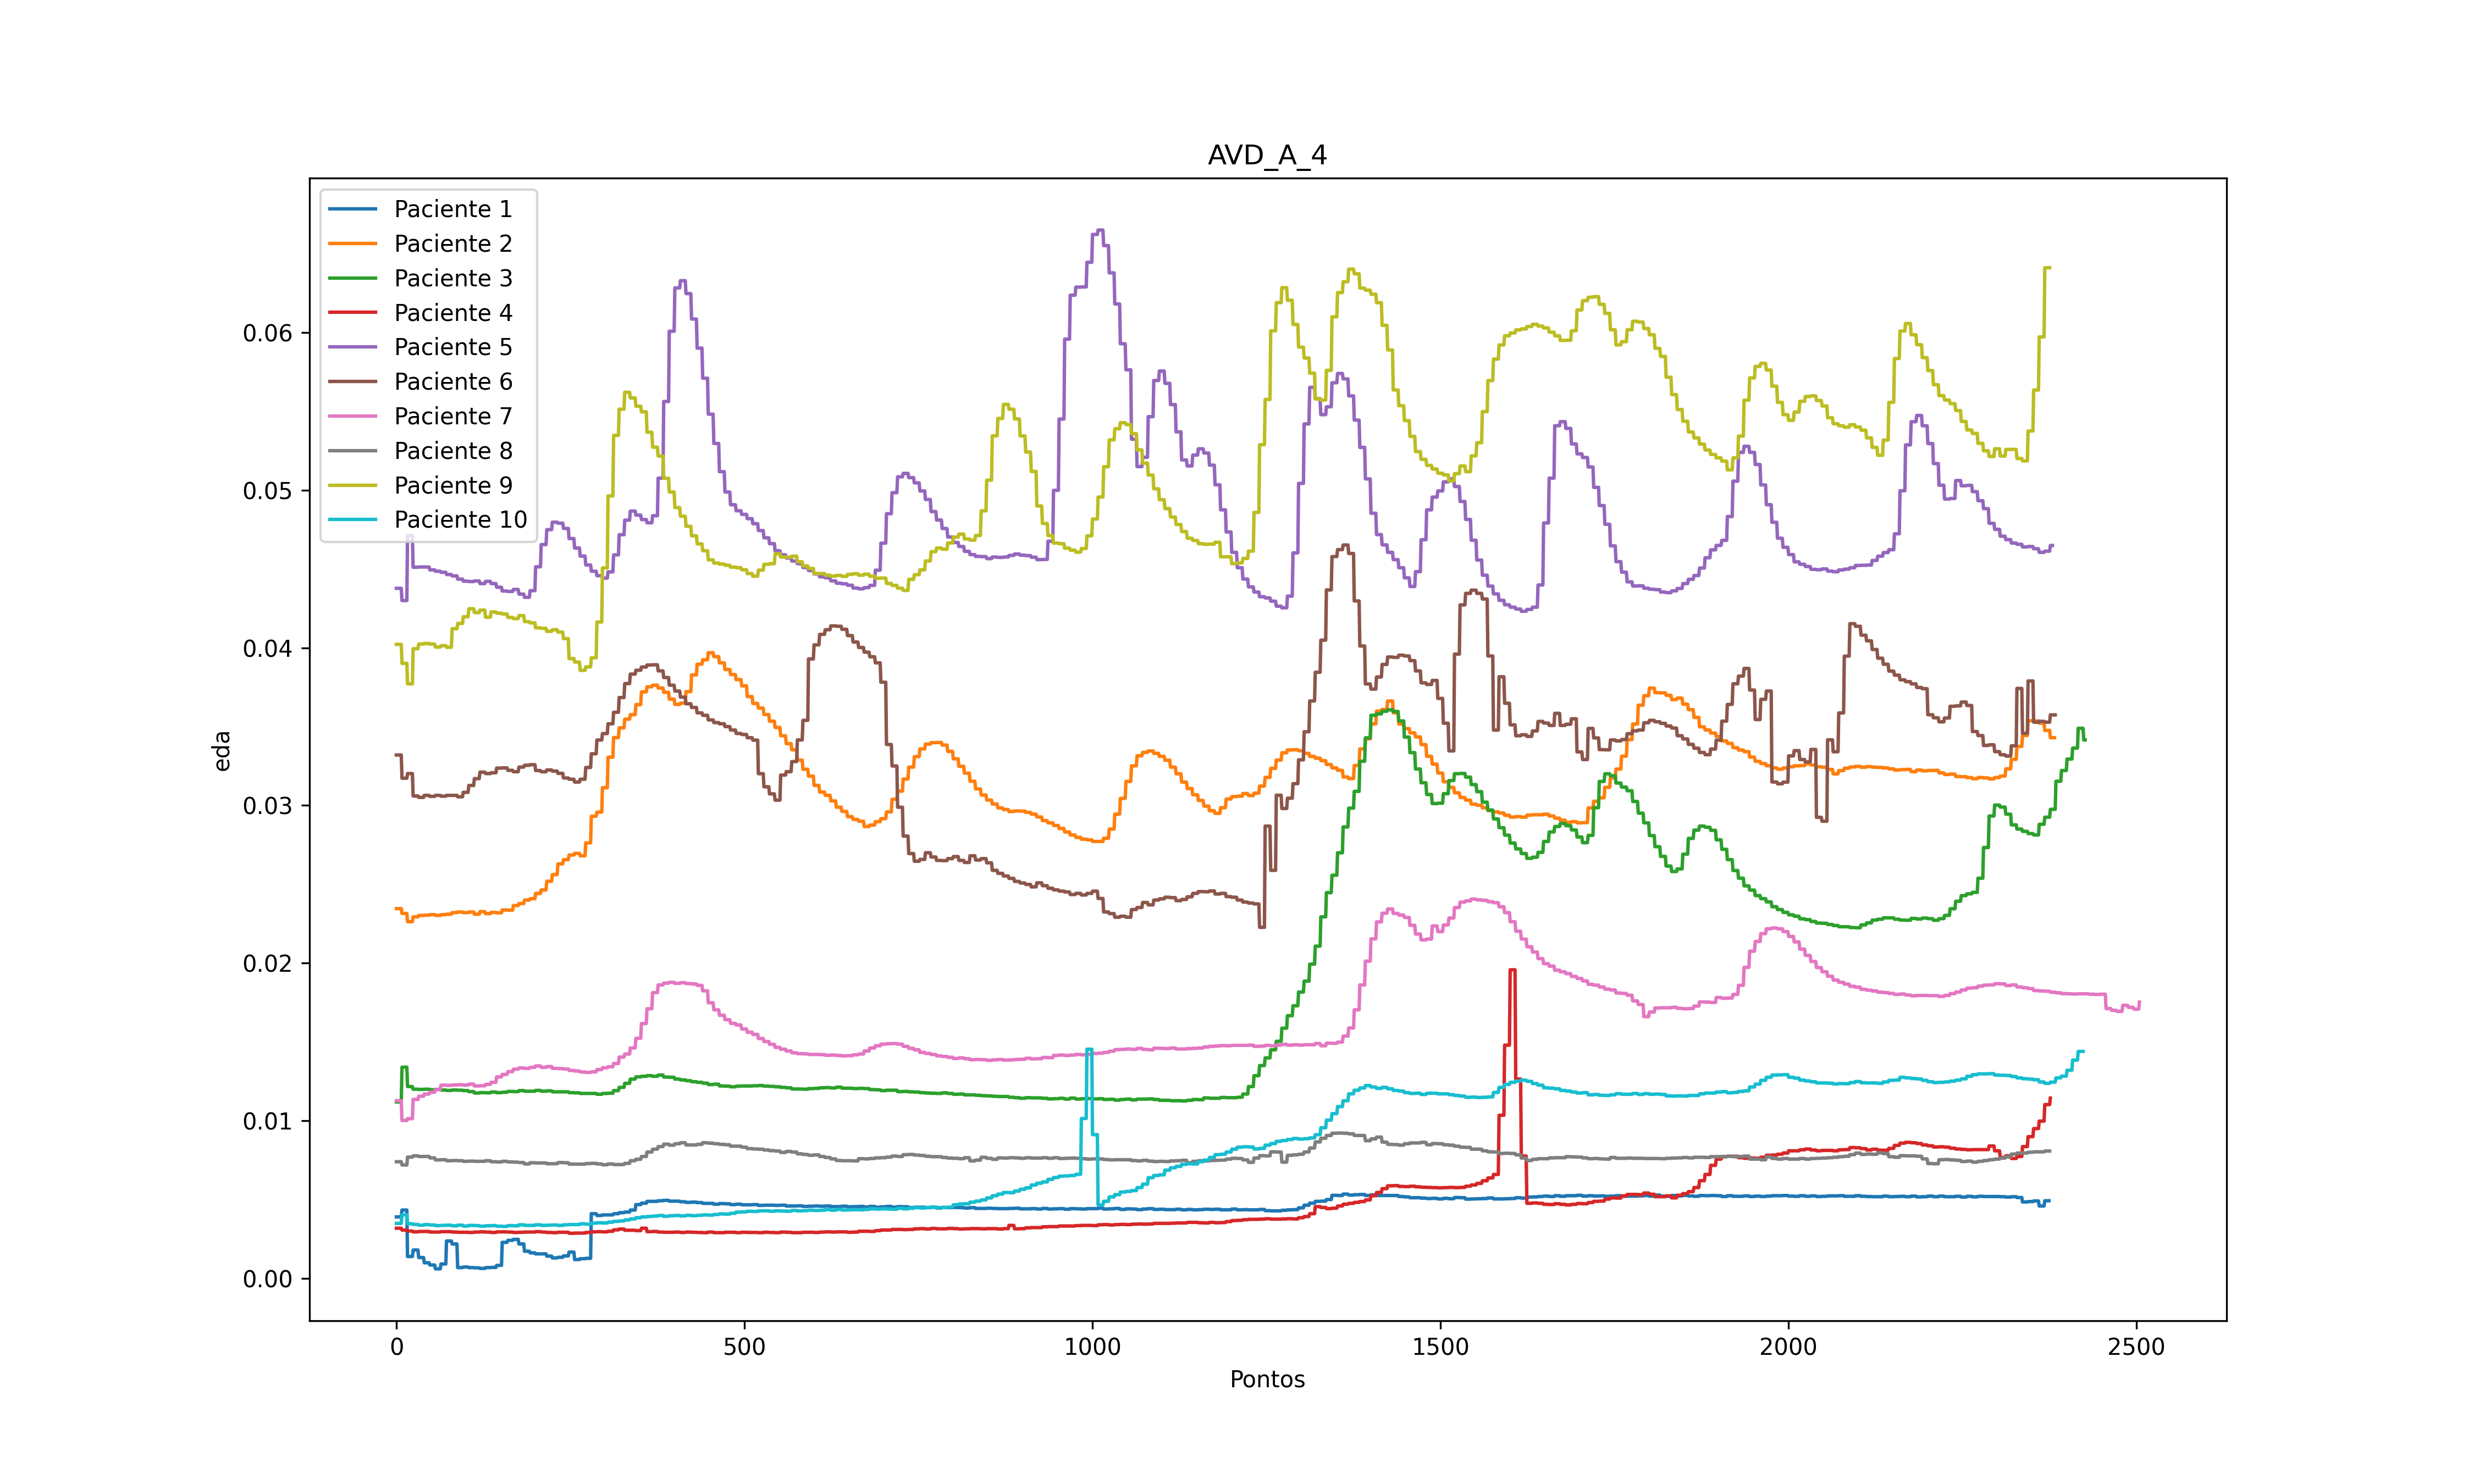 AVD_A_4
Paciente 1
Paciente 2
Paciente 3
Paciente 4
Paciente 5
Paciente 6
Paciente 7
Paciente 8
Paciente 9
Paciente 10
0.06
0.05
0.04
0.03
0.02
0.01
0.00
eda
0 500 1000 1500 2000 2500
Pontos